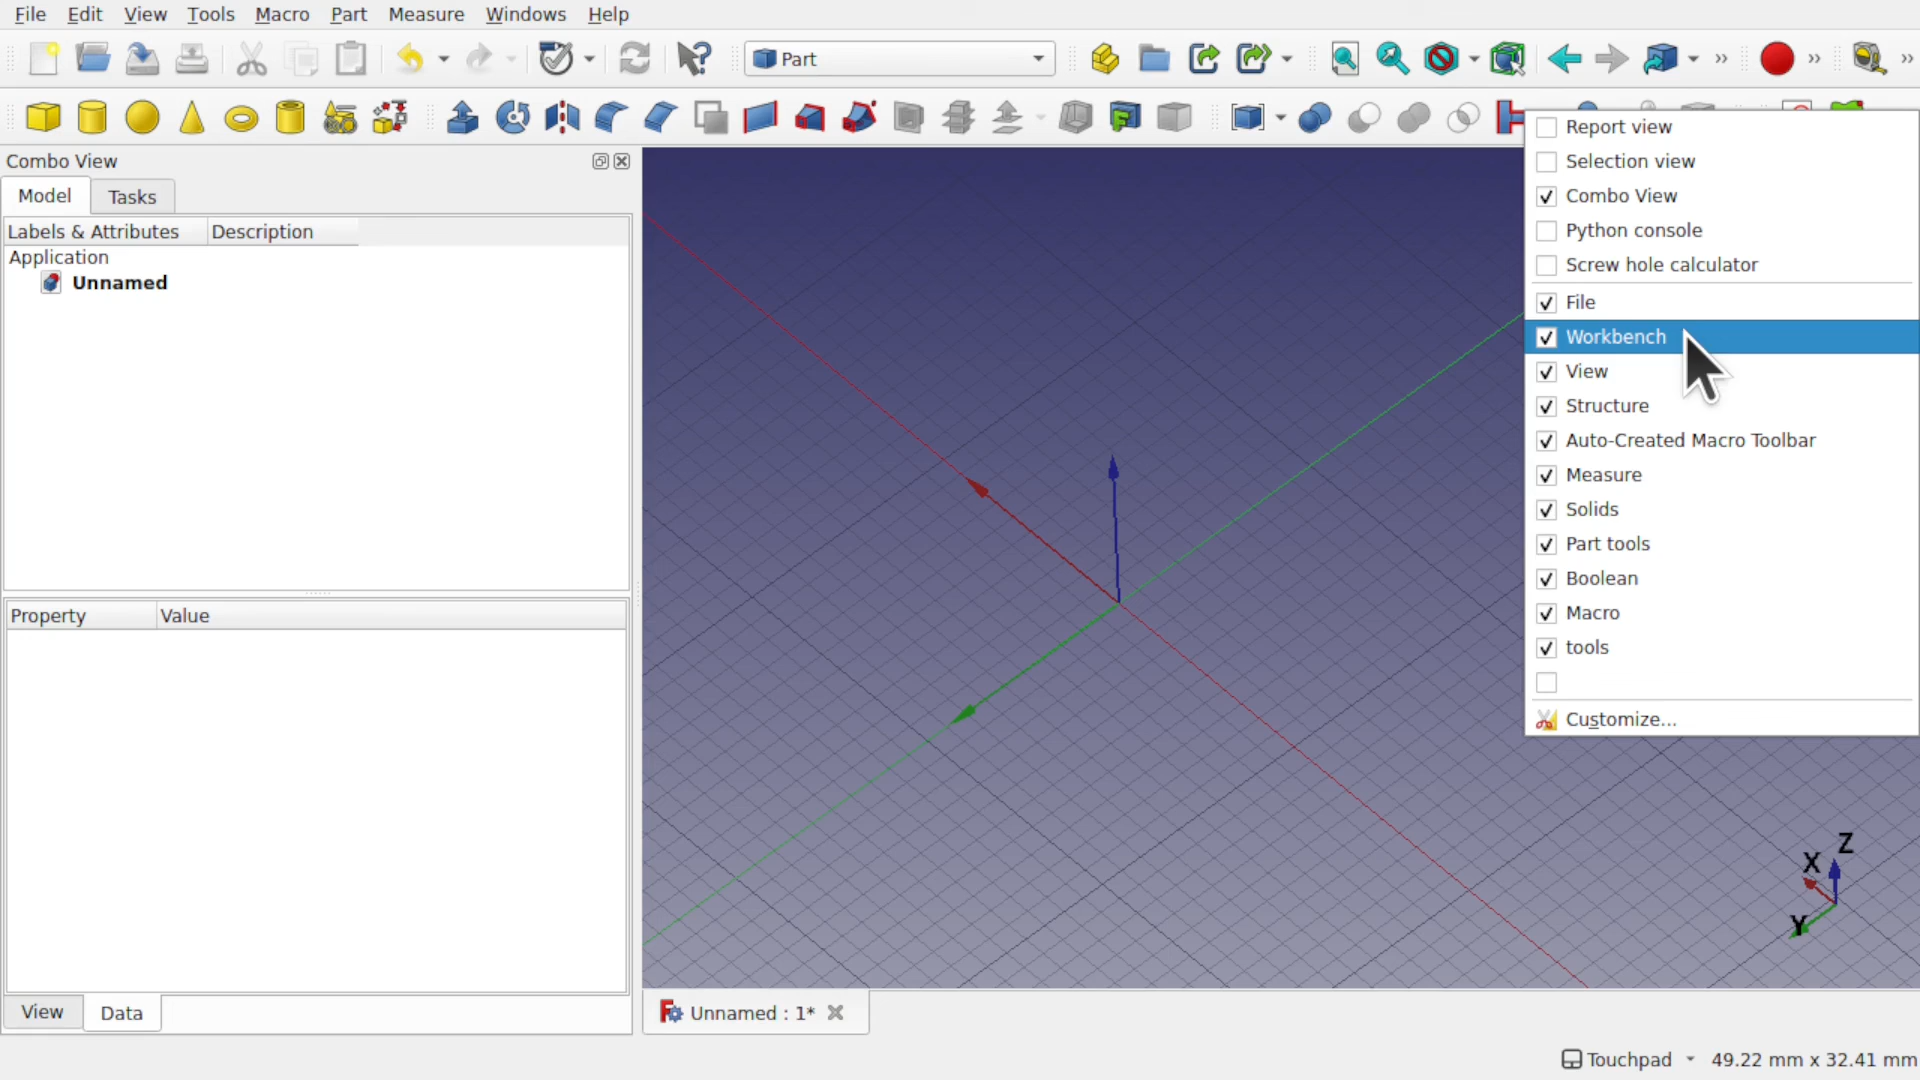 File Edit View Tools Macro Part Measure Windows Help
Part
Combo View
Model Tasks
Labels & Attributes Description
Application
Unnamed
Property Value
View Data
Report view
Selection view
Combo View
Python console
Screw hole calculator
File
Workbench
View
Structure
Auto-Created Macro Toolbar
Measure
Solids
Part tools
Boolean
Macro
tools
Customize...
Z
X
Y
Unnamed : 1*
Touchpad 49.22 mm x 32.41 mm